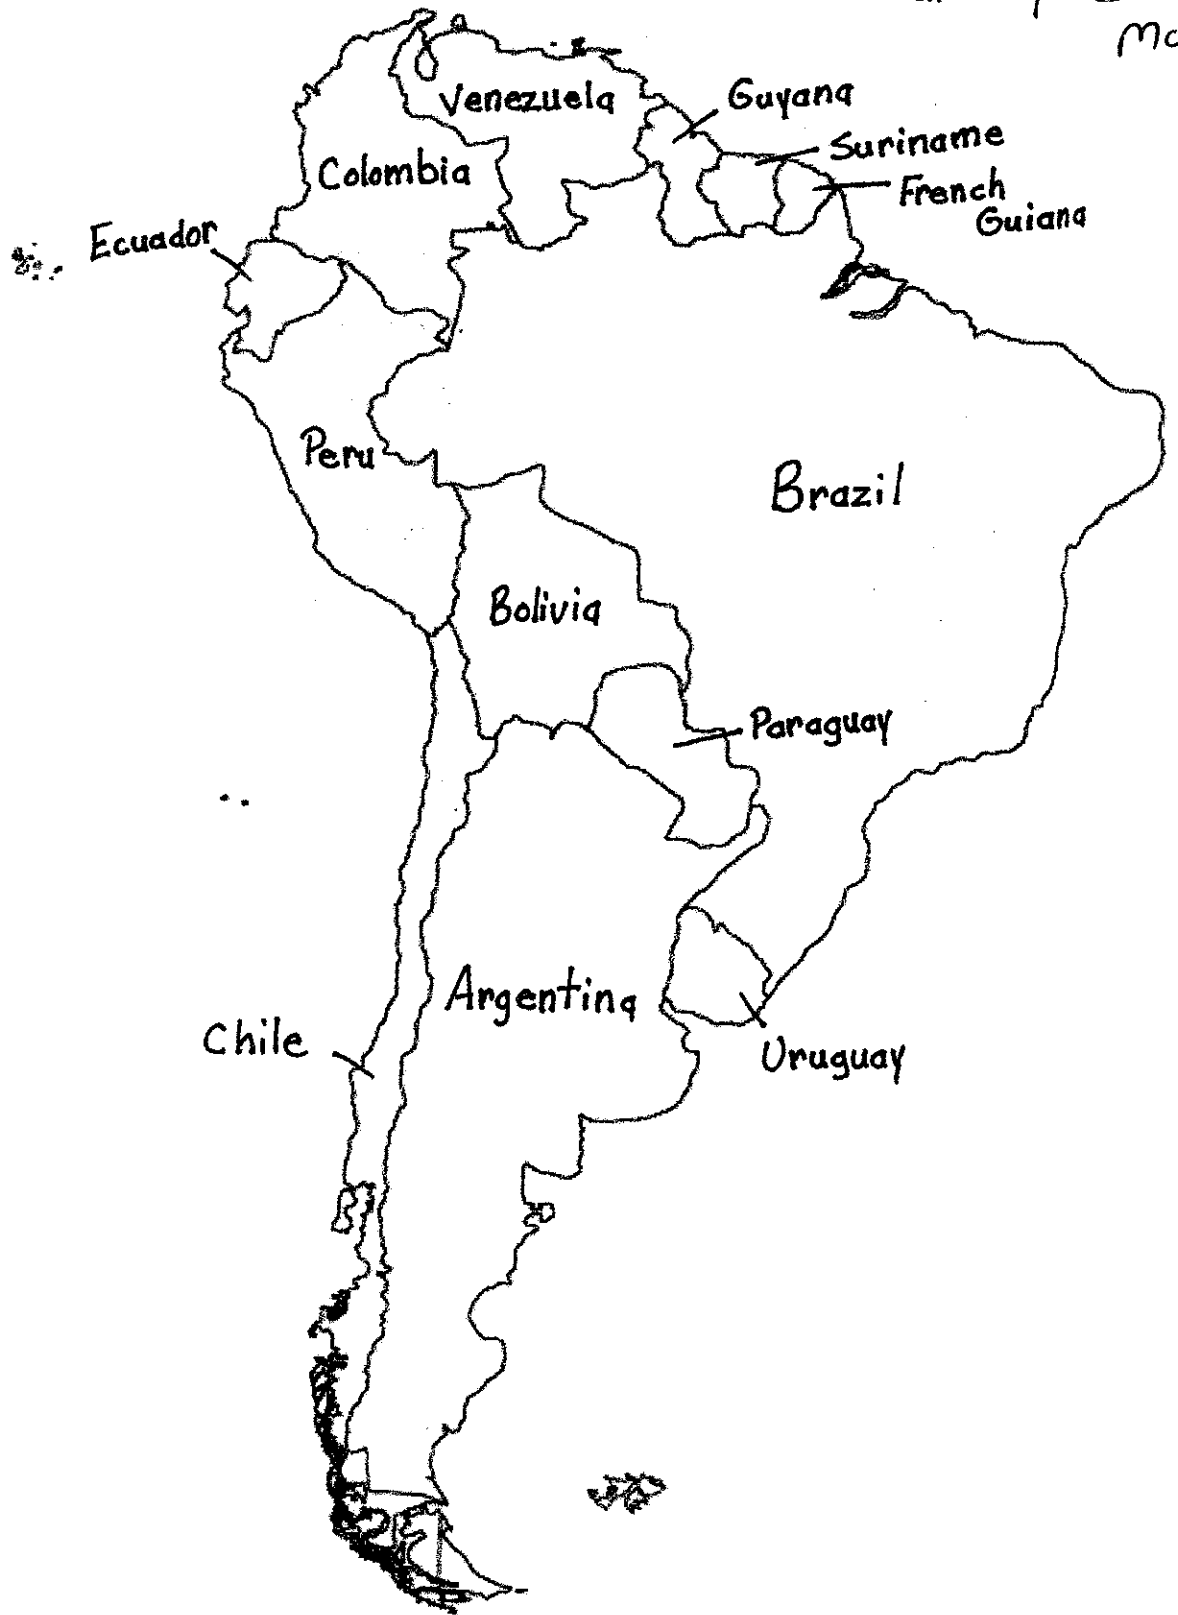 Venezuela
Guyana
Suriname
Colombia
French
Guiana
Ecuador
Peru
Brazil
Bolivia
Paraguay
Argentina
Chile
Uruguay